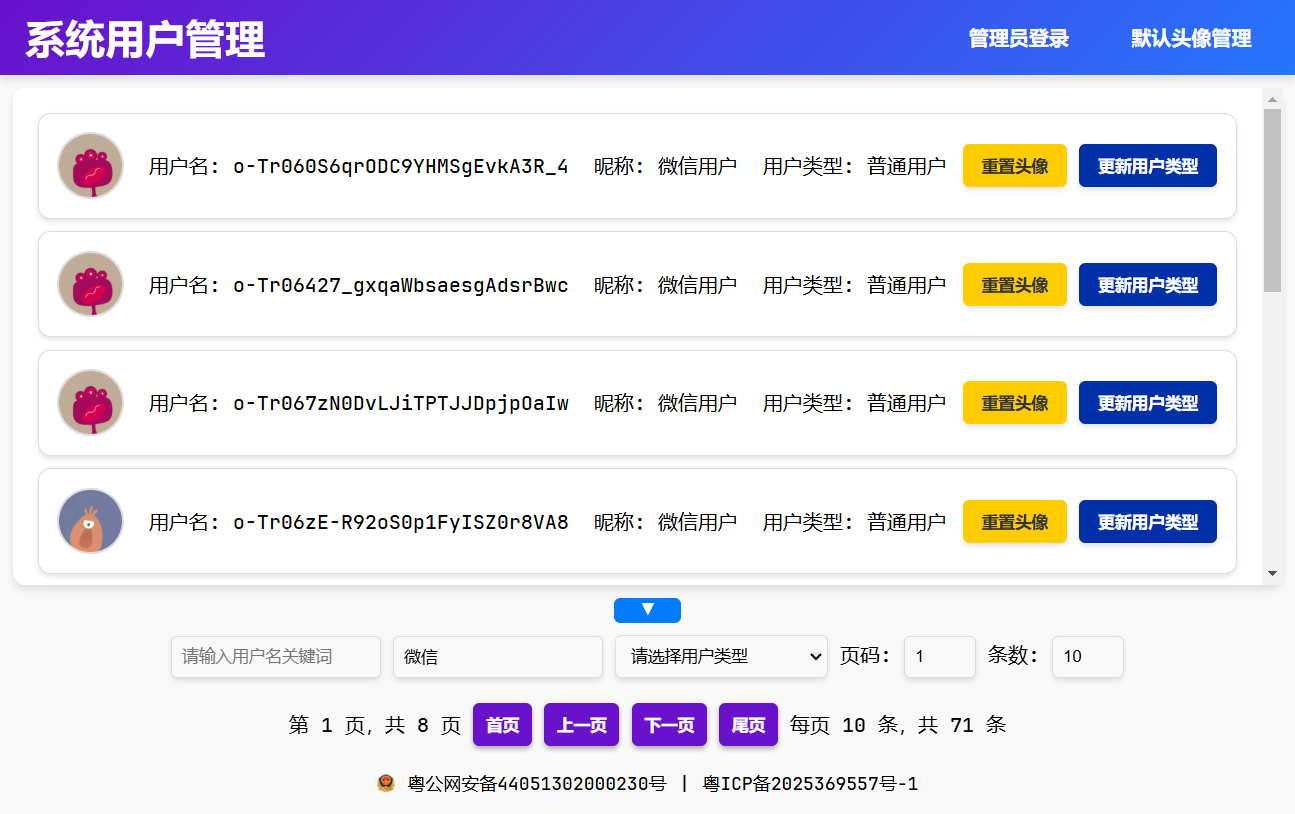 系统用户管理 管理员登录 默认头像管理
用户名: o-Tr060S6qrODC9YHMSgEvkA3R_4 昵称: 微信用户 用户类型: 普通用户 重置头像 更新用户类型
用户名: o-Tr06427_gxqaWbsaesgAdsrBwc 昵称: 微信用户 用户类型: 普通用户 重置头像 更新用户类型
用户名: o-Tr067zN0DvLJiTPTJJDpjpOaIw 昵称: 微信用户 用户类型: 普通用户 重置头像 更新用户类型
用户名: o-Tr06zE-R92oS0p1FyISZ0r8VA8 昵称: 微信用户 用户类型: 普通用户 重置头像 更新用户类型
▼
请输入用户名关键词 微信 请选择用户类型 页码: 1 条数: 10
第 1 页, 共 8 页 首页 上一页 下一页 尾页 每页 10 条, 共 71 条
粤公网安备44051302000230号 | 粤ICP备2025369557号-1